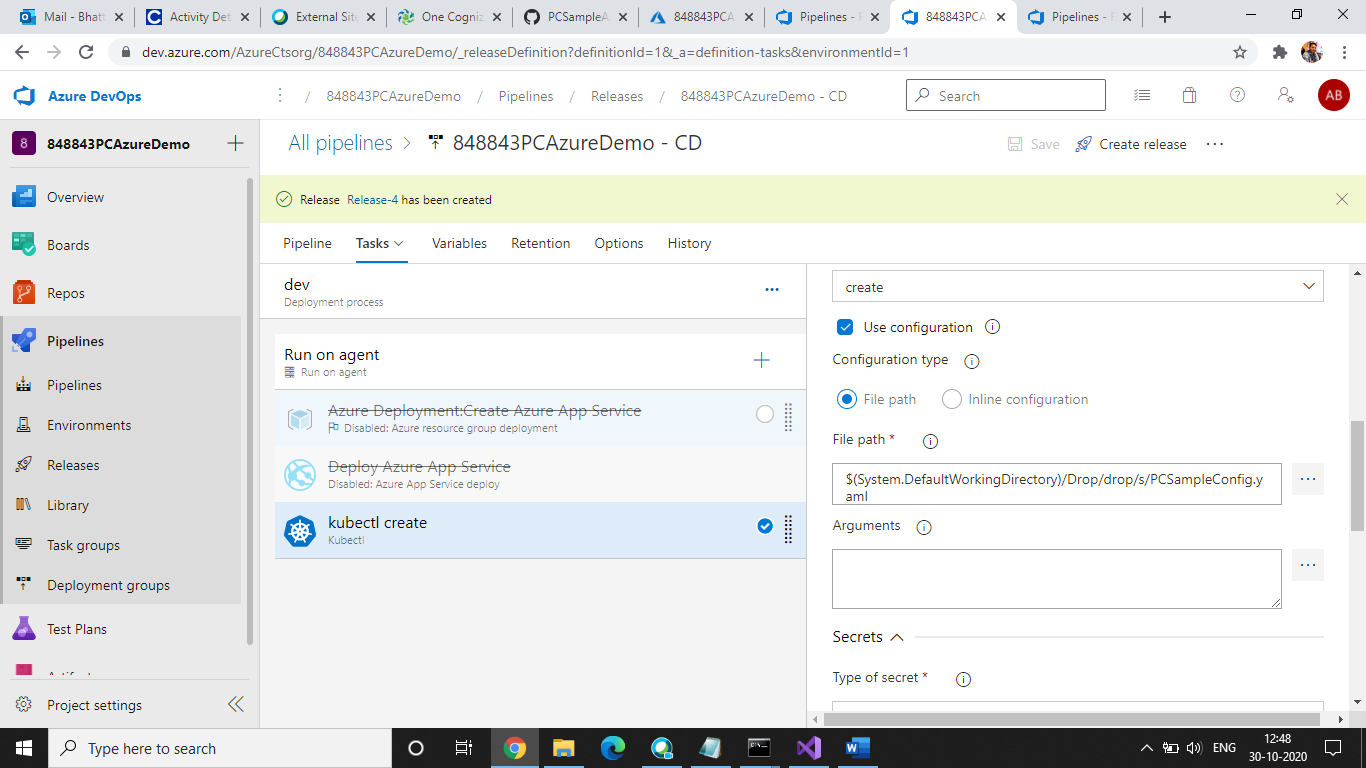 Mail - Bhatt
Activity Det
External Site
One Cogniz
PCSampleA
848843PCA
Pipelines - P
848843PCA
Pipelines - P
dev.azure.com/AzureCtsorg/848843PCAzureDemo/_releaseDefinition?definitionId=1&_a=definition-tasks&environmentId=1
Azure DevOps
/ 848843PCAzureDemo / Pipelines / Releases / 848843PCAzureDemo - CD
Search
AB
8 848843PCAzureDemo
All pipelines > 848843PCAzureDemo - CD
Save
Create release
Release Release-4 has been created
Overview
Boards
Repos
Pipelines
Pipelines
Environments
Releases
Library
Task groups
Deployment groups
Test Plans
Project settings
Pipeline
Tasks
Variables
Retention
Options
History
dev
Deployment process
Run on agent
Run on agent
Azure Deployment:Create Azure App Service
Disabled: Azure resource group deployment
Deploy Azure App Service
Disabled: Azure App Service deploy
kubectl create
Kubectl
create
Use configuration
Configuration type
File path
Inline configuration
File path *
$(System.DefaultWorkingDirectory)/Drop/drop/s/PCSampleConfig.y
aml
Arguments
Secrets
Type of secret *
Type here to search
ENG
12:48
30-10-2020